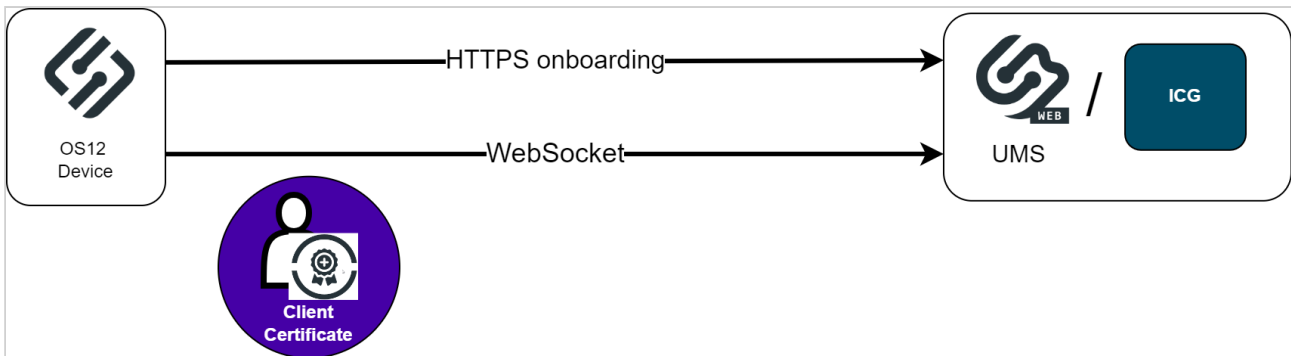 OS12
Device
HTTPS onboarding
WebSocket
WEB
UMS
/
ICG
Client
Certificate